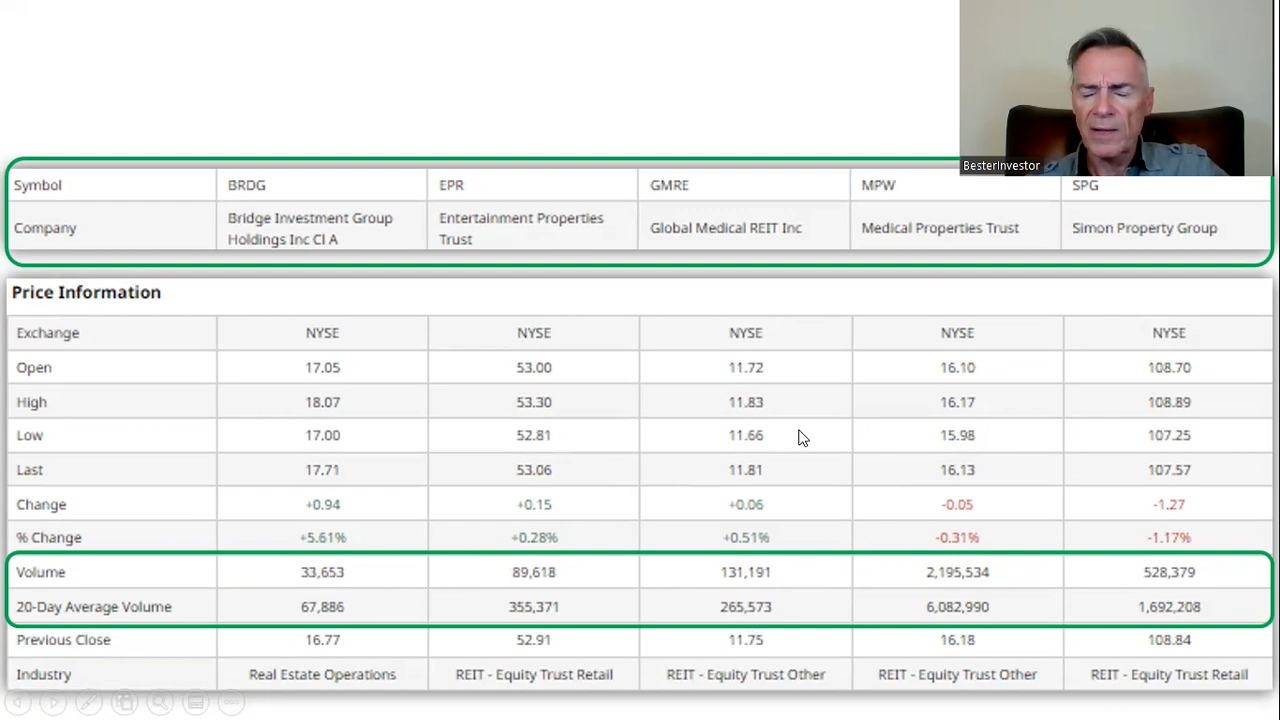 BesterInvestor
Symbol BRDG EPR GMRE MPW SPG
Company Bridge Investment Group Holdings Inc Cl A Entertainment Properties Trust Global Medical REIT Inc Medical Properties Trust Simon Property Group
Price Information
Exchange NYSE NYSE NYSE NYSE NYSE
Open 17.05 53.00 11.72 16.10 108.70
High 18.07 53.30 11.83 16.17 108.89
Low 17.00 52.81 11.66 15.98 107.25
Last 17.71 53.06 11.81 16.13 107.57
Change +0.94 +0.15 +0.06 -0.05 -1.27
% Change +5.61% +0.28% +0.51% -0.31% -1.17%
Volume 33,653 89,618 131,191 2,195,534 528,379
20-Day Average Volume 67,886 355,371 265,573 6,082,990 1,692,208
Previous Close 16.77 52.91 11.75 16.18 108.84
Industry Real Estate Operations REIT - Equity Trust Retail REIT - Equity Trust Other REIT - Equity Trust Other REIT - Equity Trust Retail